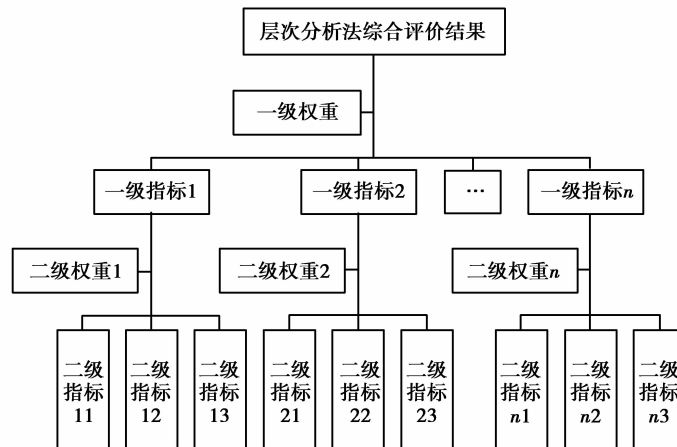 层次分析法综合评价结果
一级权重
一级指标1
一级指标2
…
一级指标n
二级权重1
二级权重2
二级权重n
二级
指标
11
二级
指标
12
二级
指标
13
二级
指标
21
二级
指标
22
二级
指标
23
二级
指标
n1
二级
指标
n2
二级
指标
n3